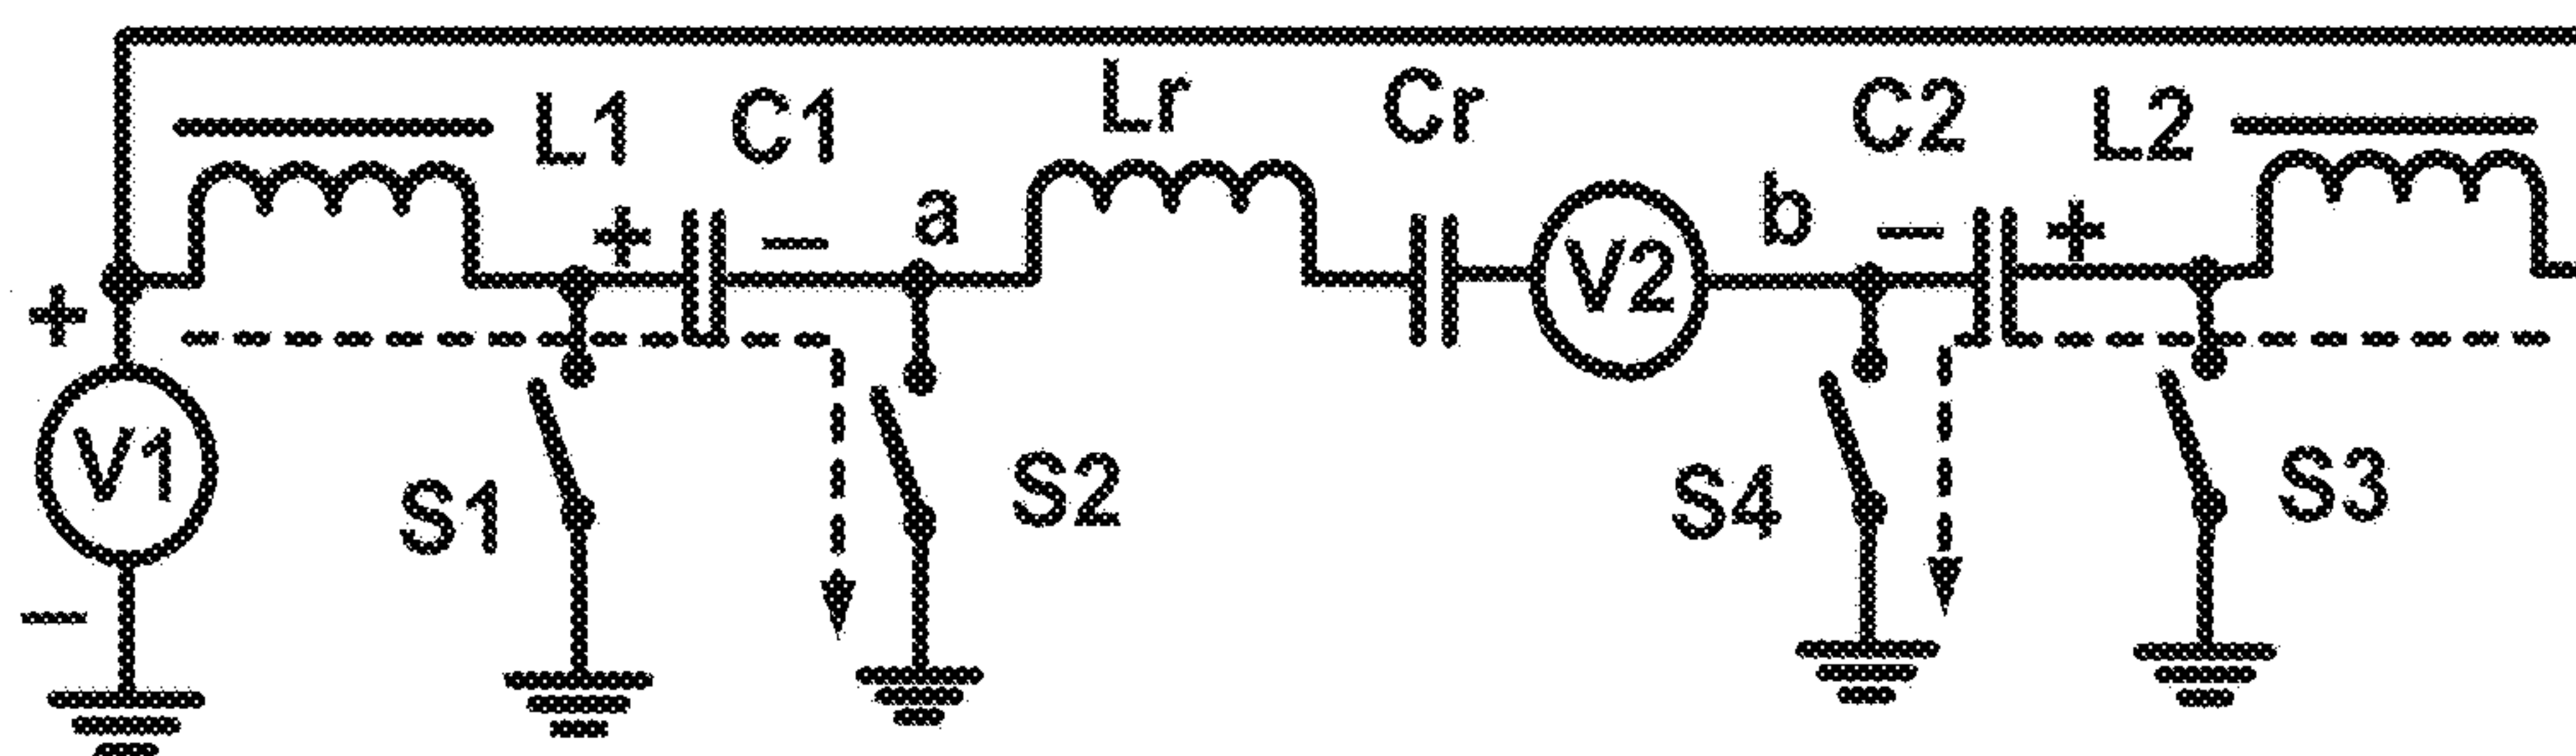 L1 C1 Lr Cr C2 L2
+ − a b − +
+
V1 V2
S1 S2 S4 S3
−